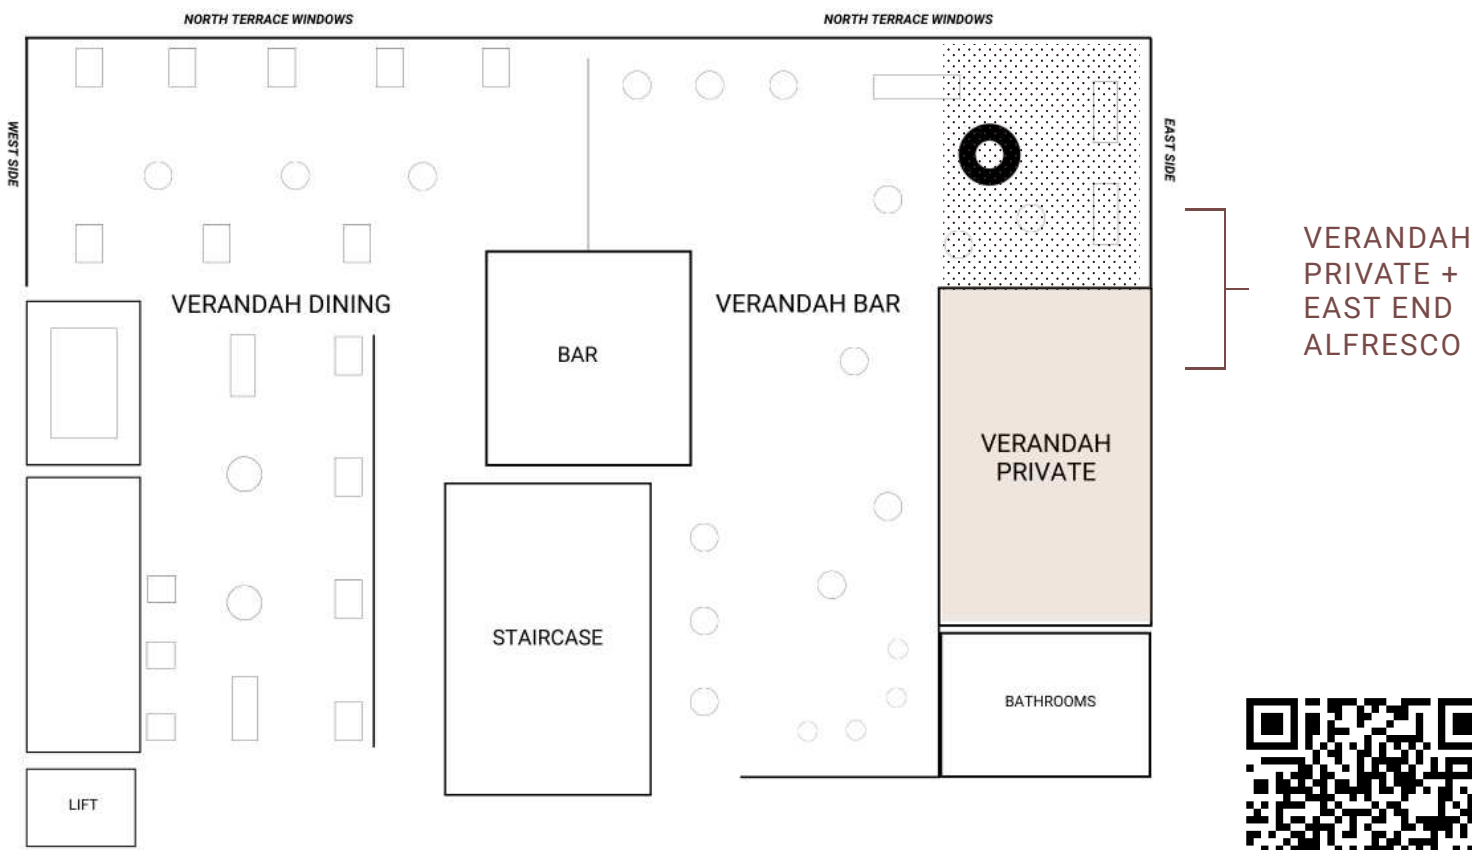 NORTH TERRACE WINDOWS
NORTH TERRACE WINDOWS
WEST SIDE
EAST SIDE
VERANDAH
PRIVATE +
EAST END
ALFRESCO
VERANDAH DINING
VERANDAH BAR
BAR
VERANDAH
PRIVATE
STAIRCASE
BATHROOMS
LIFT